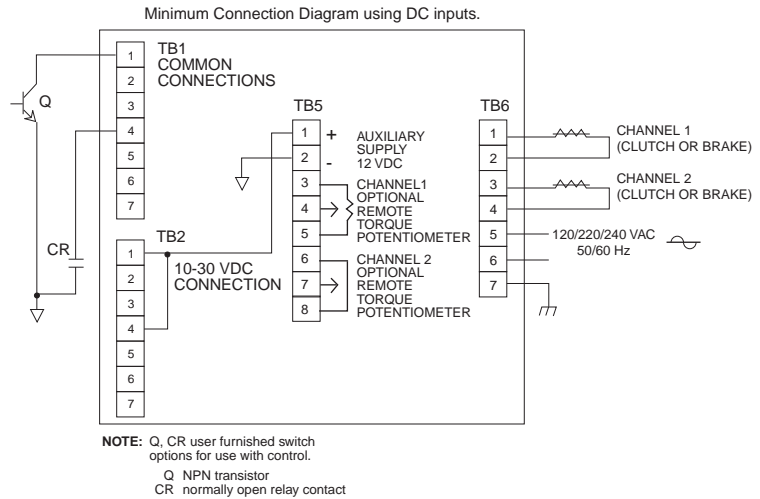 Minimum Connection Diagram using DC inputs.
TB1
COMMON
CONNECTIONS
1
2
3
4
5
6
7
Q
CR
TB2
10-30 VDC
CONNECTION
1
2
3
4
5
6
7
TB5
1
2
3
4
5
6
7
8
+
-
AUXILIARY
SUPPLY
12 VDC
CHANNEL1
OPTIONAL
REMOTE
TORQUE
POTENTIOMETER
CHANNEL 2
OPTIONAL
REMOTE
TORQUE
POTENTIOMETER
TB6
1
2
3
4
5
6
7
CHANNEL 1
(CLUTCH OR BRAKE)
CHANNEL 2
(CLUTCH OR BRAKE)
120/220/240 VAC
50/60 Hz
NOTE: Q, CR user furnished switch
options for use with control.
Q NPN transistor
CR normally open relay contact